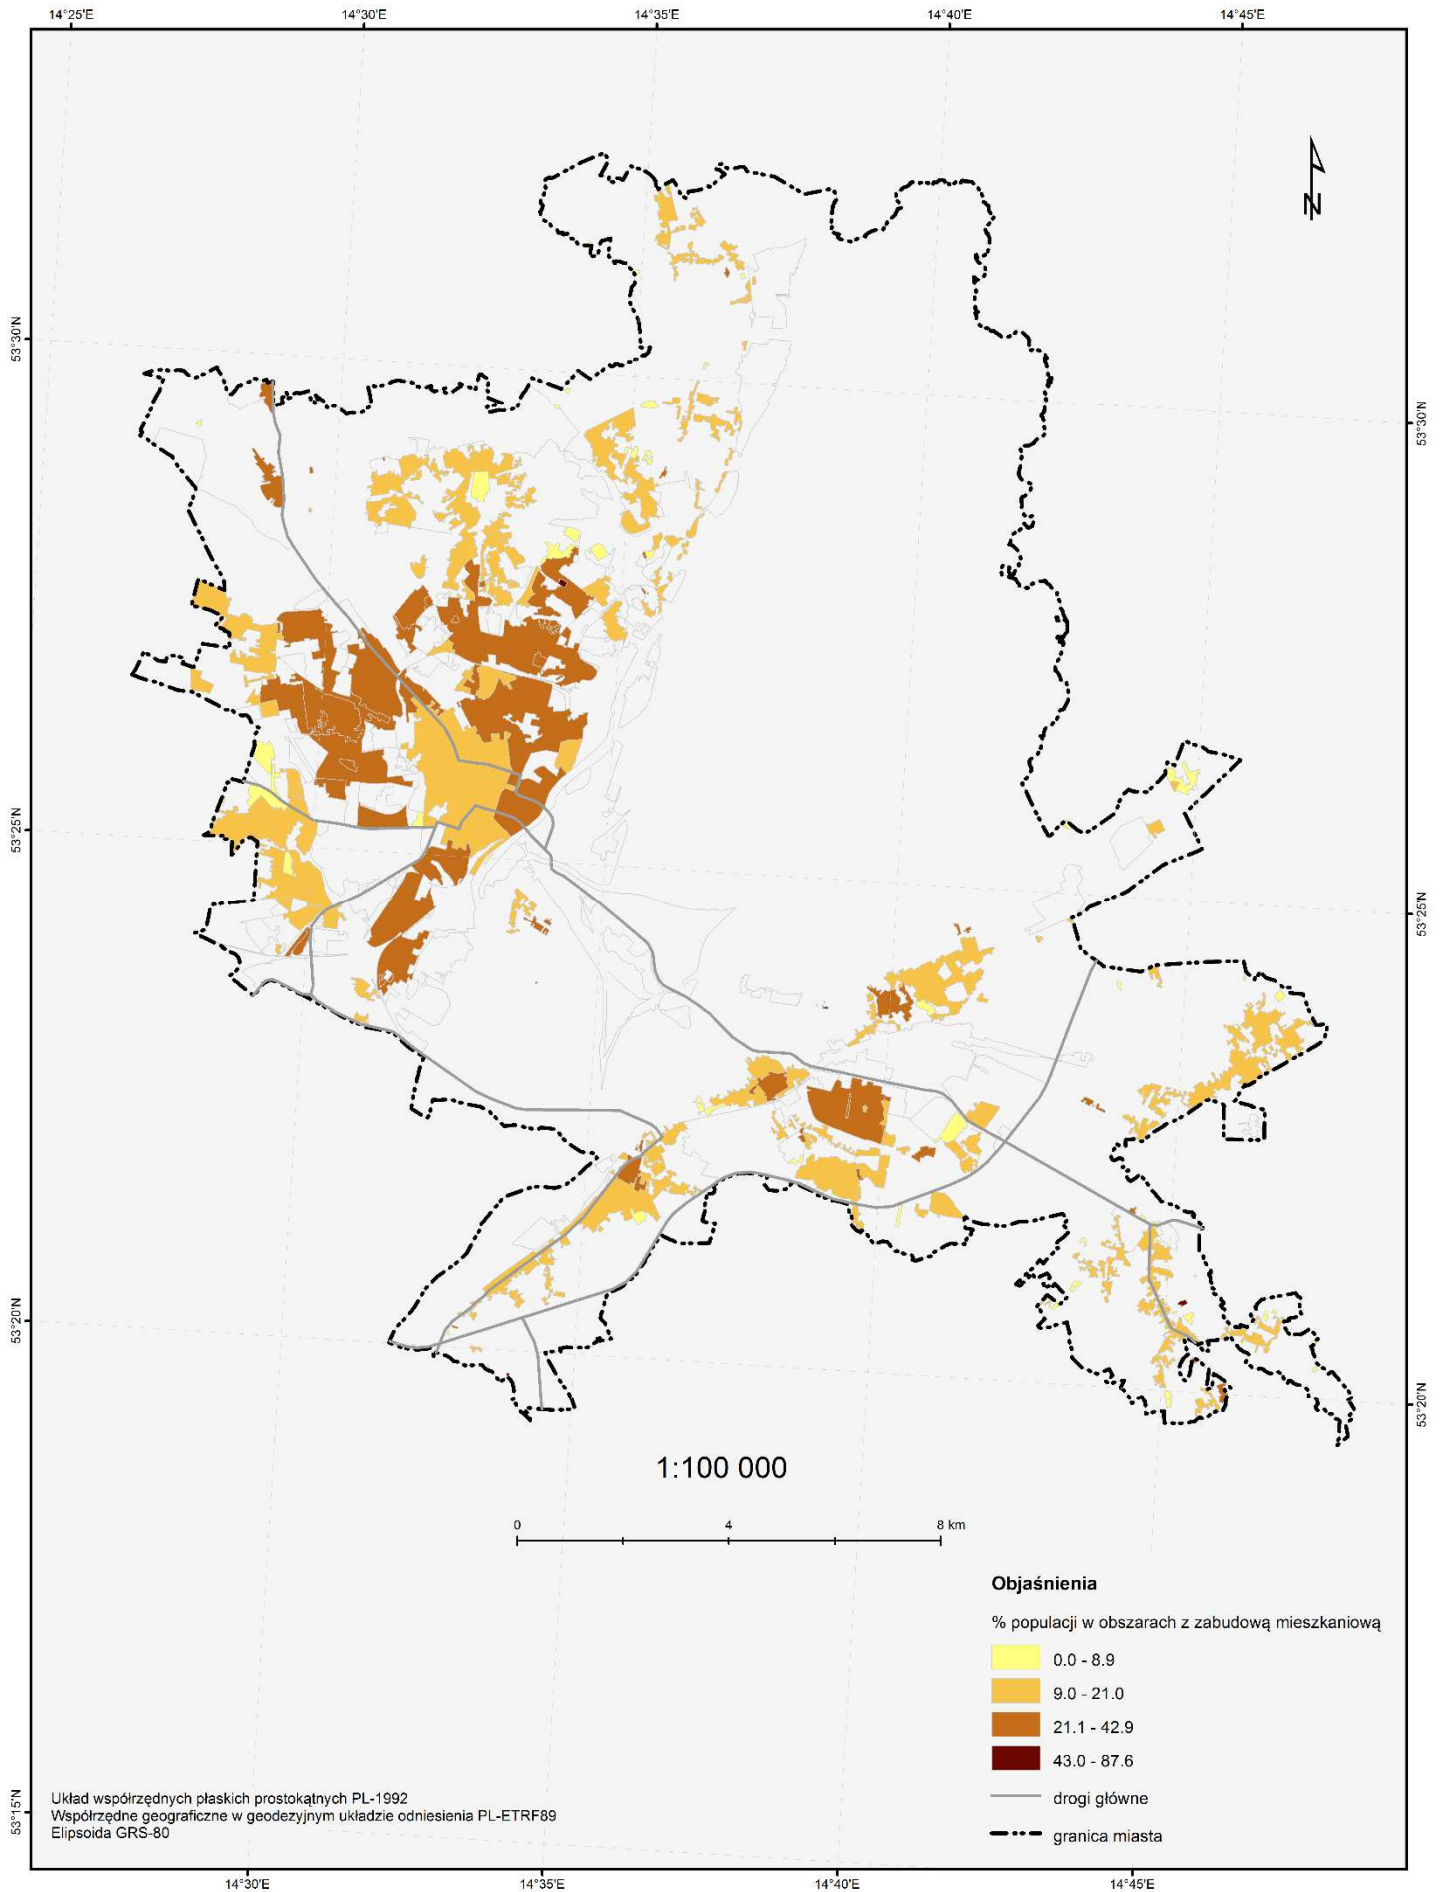 14°25'E 14°30'E 14°35'E 14°40'E 14°45'E
N
53°30'N
53°30'N
53°25'N
53°25'N
53°20'N
53°20'N
1:100 000
0 4 8 km
Objaśnienia
% populacji w obszarach z zabudową mieszkaniową
0.0 - 8.9
9.0 - 21.0
21.1 - 42.9
43.0 - 87.6
drogi główne
granica miasta
53°15'N
Układ współrzędnych płaskich prostokątnych PL-1992
Współrzędne geograficzne w geodezyjnym układzie odniesienia PL-ETRF89
Elipsoida GRS-80
14°30'E 14°35'E 14°40'E 14°45'E